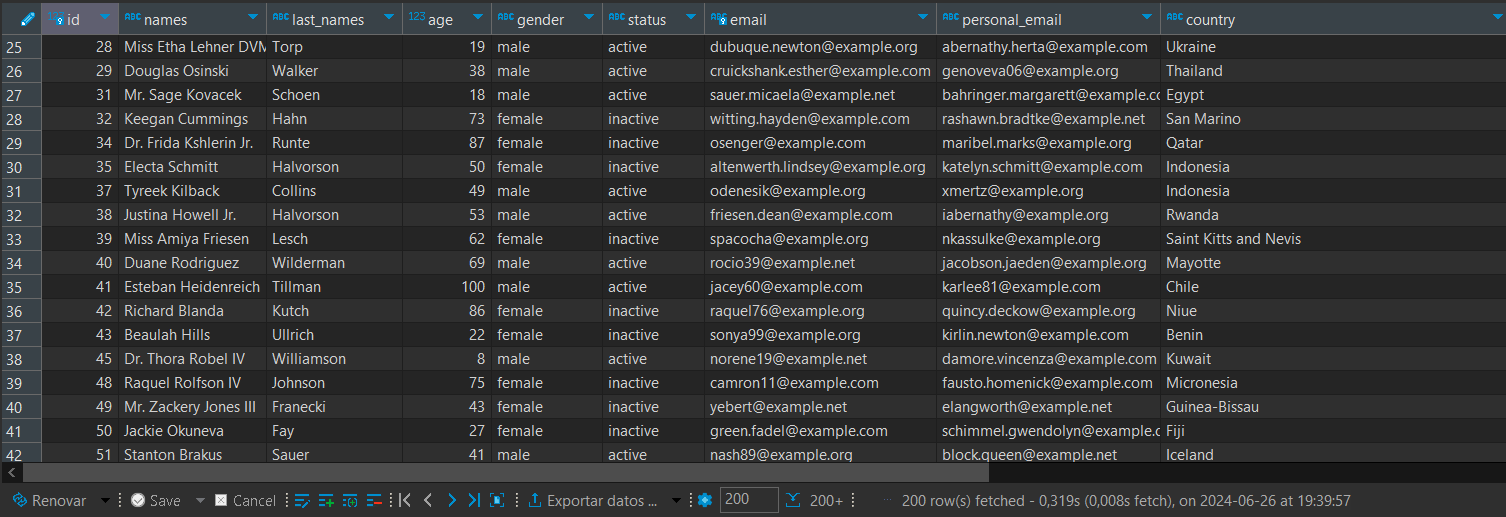 id names last_names age gender status email personal_email country
25 28 Miss Etha Lehner DVM Torp 19 male active dubuque.newton@example.org abernathy.herta@example.com Ukraine
26 29 Douglas Osinski Walker 38 male active cruickshank.esther@example.com genoveva06@example.org Thailand
27 31 Mr. Sage Kovacek Schoen 18 male active sauer.micaela@example.net bahringer.margarett@example.cc Egypt
28 32 Keegan Cummings Hahn 73 female inactive witting.hayden@example.com rashawn.bradtke@example.net San Marino
29 34 Dr. Frida Kshlerin Jr. Runte 87 female inactive osenger@example.com maribel.marks@example.org Qatar
30 35 Electa Schmitt Halvorson 50 female inactive altenwerth.lindsey@example.org katelyn.schmitt@example.com Indonesia
31 37 Tyreek Kilback Collins 49 male active odenesik@example.org xmertz@example.org Indonesia
32 38 Justina Howell Jr. Halvorson 53 male active friesen.dean@example.com iabernathy@example.org Rwanda
33 39 Miss Amiya Friesen Lesch 62 female inactive spacocha@example.org nkassulke@example.org Saint Kitts and Nevis
34 40 Duane Rodriguez Wilderman 69 male active rocio39@example.net jacobson.jaeden@example.org Mayotte
35 41 Esteban Heidenreich Tillman 100 male active jacey60@example.com karlee81@example.com Chile
36 42 Richard Blanda Kutch 86 female inactive raquel76@example.org quincy.deckow@example.org Niue
37 43 Beaulah Hills Ullrich 22 female inactive sonya99@example.org kirlin.newton@example.com Benin
38 45 Dr. Thora Robel IV Williamson 8 male active norene19@example.net damore.vincenza@example.com Kuwait
39 48 Raquel Rolfson IV Johnson 75 female inactive camron11@example.com fausto.homenick@example.com Micronesia
40 49 Mr. Zackery Jones III Franecki 43 female inactive yebert@example.net elangworth@example.net Guinea-Bissau
41 50 Jackie Okuneva Fay 27 female inactive green.fadel@example.com schimmel.gwendolyn@example.c Fiji
42 51 Stanton Brakus Sauer 41 male active nash89@example.org block.queen@example.net Iceland
Renovar Save Cancel Exportar datos ... 200 200+ 200 row(s) fetched - 0,319s (0,008s fetch), on 2024-06-26 at 19:39:57